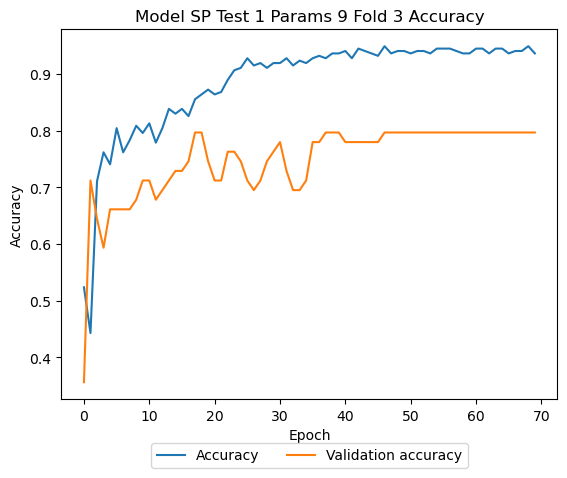 Model SP Test 1 Params 9 Fold 3 Accuracy
Accuracy
0.9
0.8
0.7
0.6
0.5
0.4
0 10 20 30 40 50 60 70
Epoch
Accuracy Validation accuracy